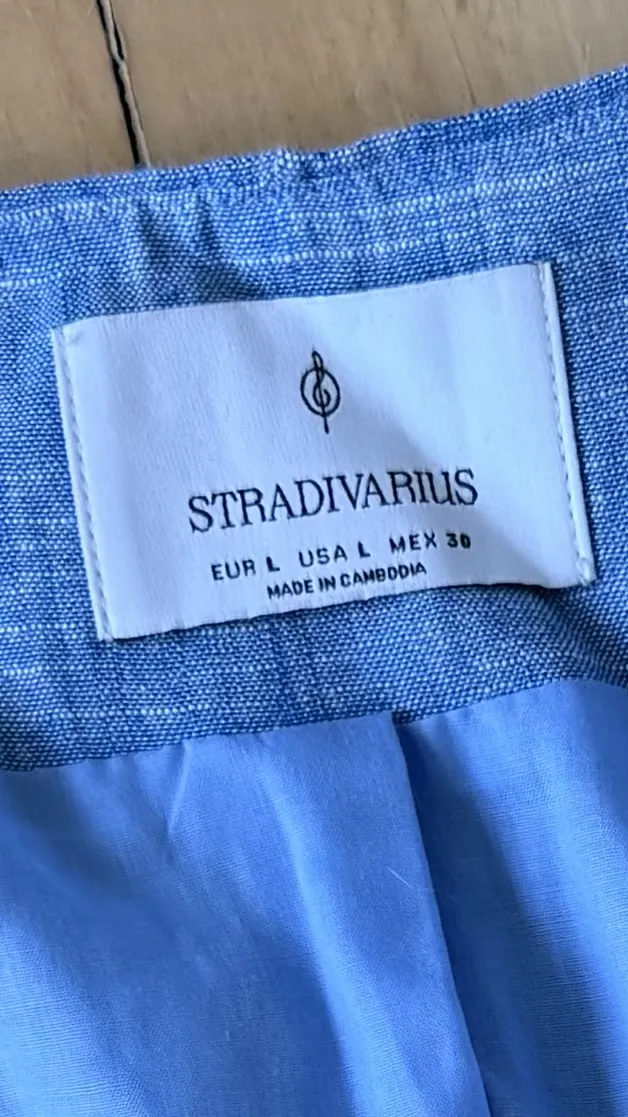 STRADIVARIUS
EUR L USA L MEX 30
MADE IN CAMBODIA